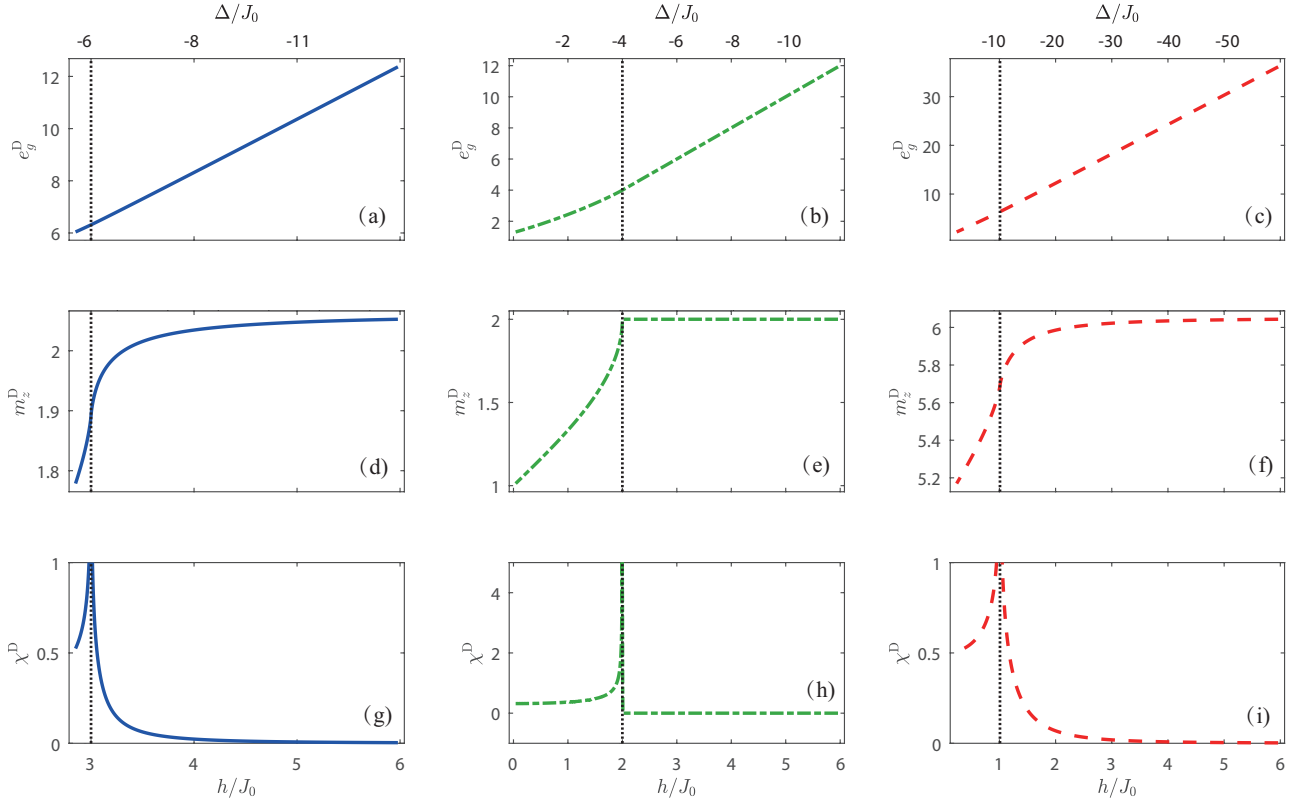 Δ/J₀ Δ/J₀ Δ/J₀
-6 -8 -11 -2 -4 -6 -8 -10 -10 -20 -30 -40 -50
12
10
8
6
e_g^D
(a)
12
10
8
6
4
2
e_g^D
(b)
30
20
10
e_g^D
(c)
2
1.9
1.8
m_z^D
(d)
2
1.5
1
m_z^D
(e)
6
5.8
5.6
5.4
5.2
m_z^D
(f)
1
0.5
0
χ^D
(g)
3 4 5 6
h/J₀
4
2
0
χ^D
(h)
0 1 2 3 4 5 6
h/J₀
1
0.5
0
χ^D
(i)
1 2 3 4 5 6
h/J₀